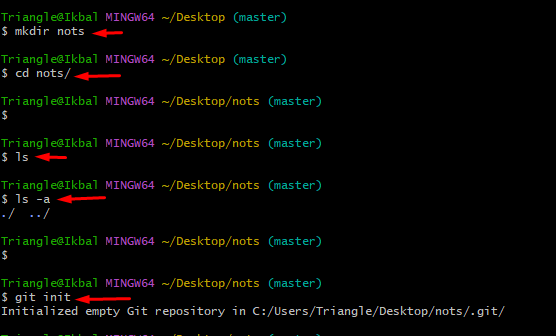 Triangle@Ikbal MINGW64 ~/Desktop (master)
$ mkdir nots
Triangle@Ikbal MINGW64 ~/Desktop (master)
$ cd nots/
Triangle@Ikbal MINGW64 ~/Desktop/nots (master)
$
Triangle@Ikbal MINGW64 ~/Desktop/nots (master)
$ ls
Triangle@Ikbal MINGW64 ~/Desktop/nots (master)
$ ls -a
./  ../
Triangle@Ikbal MINGW64 ~/Desktop/nots (master)
$
Triangle@Ikbal MINGW64 ~/Desktop/nots (master)
$ git init
Initialized empty Git repository in C:/Users/Triangle/Desktop/nots/.git/